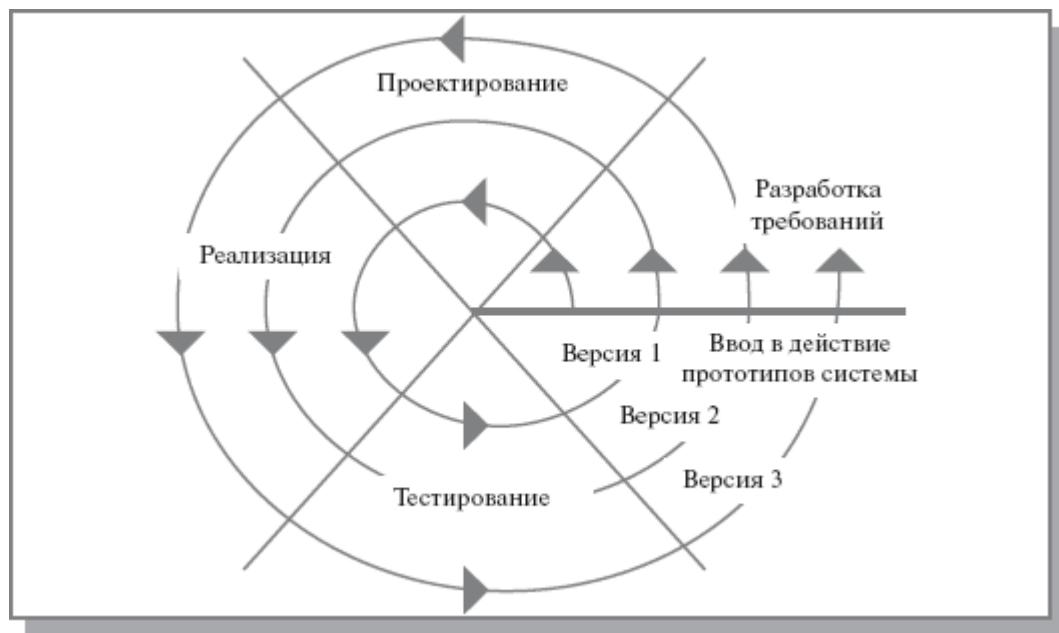 Проектирование
Разработка
требований
Реализация
Версия 1
Ввод в действие
прототипов системы
Версия 2
Версия 3
Тестирование